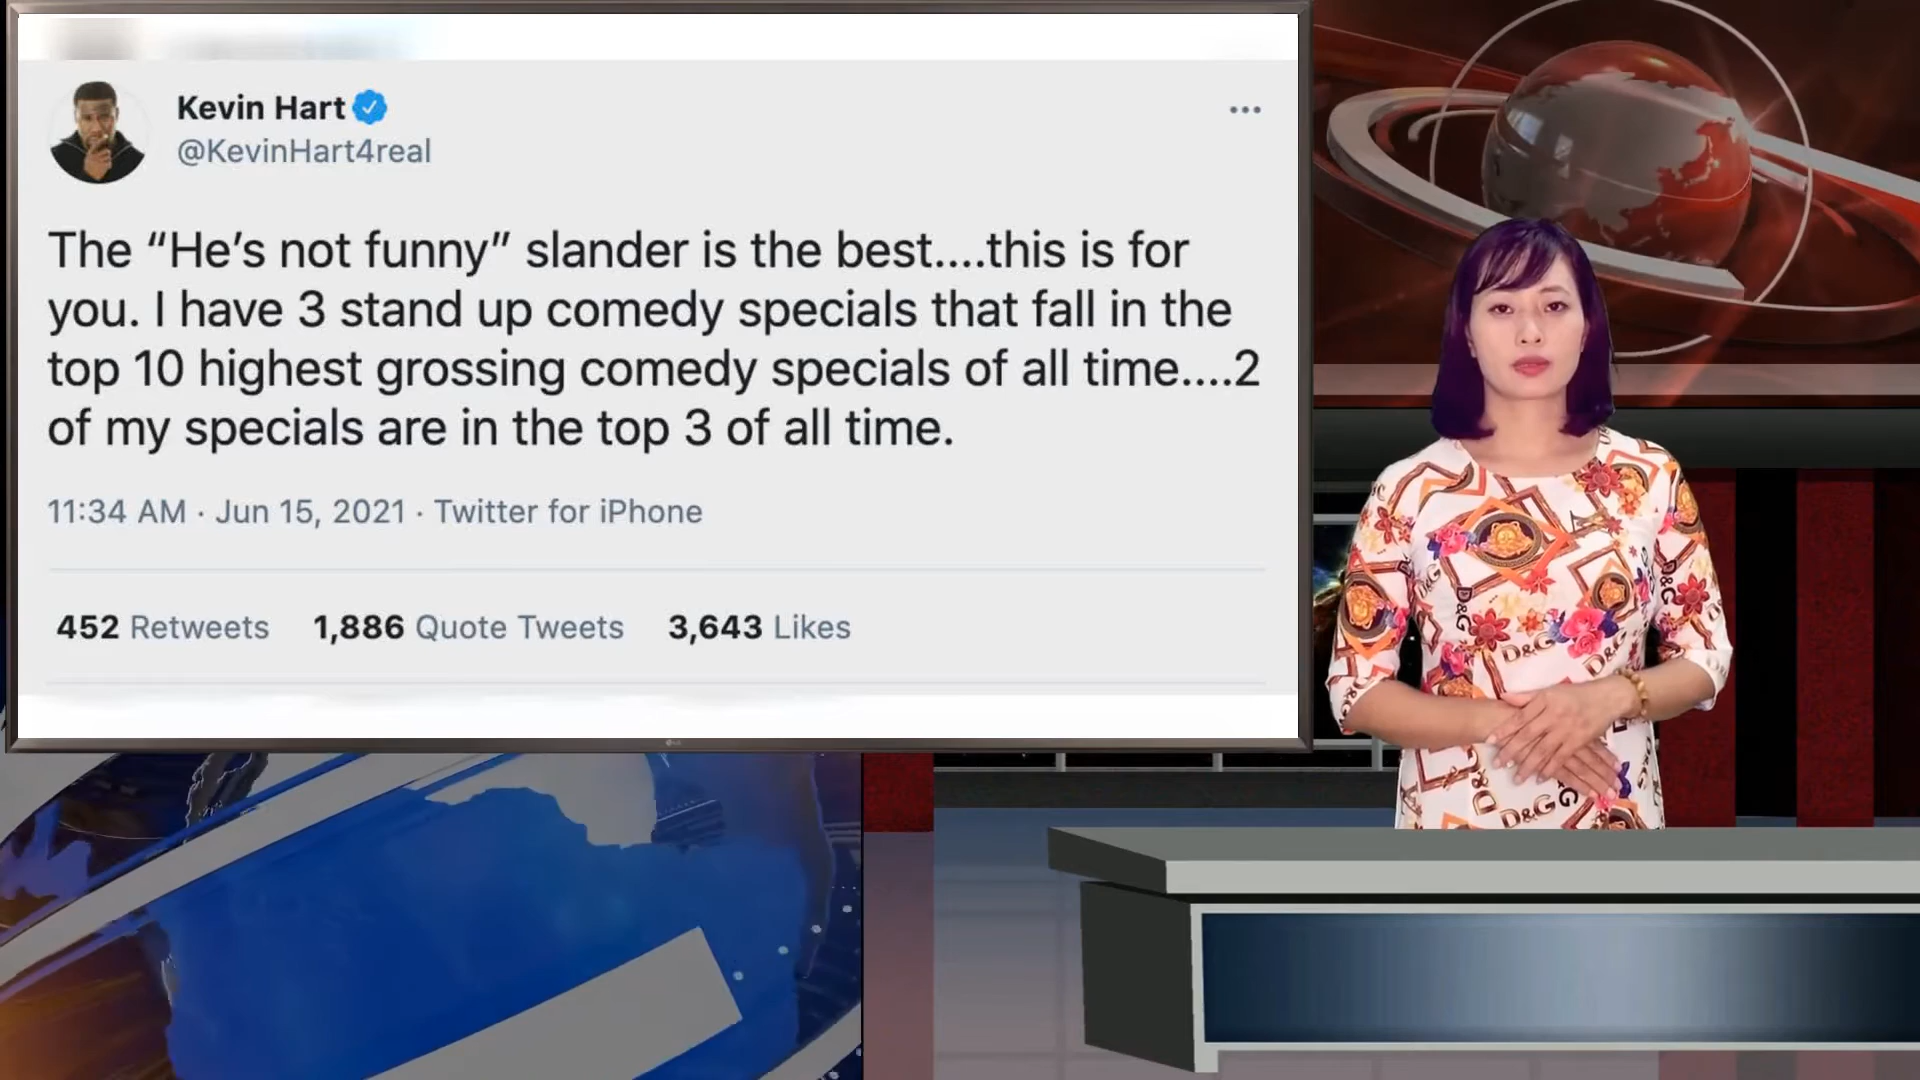 Kevin Hart
@KevinHart4real
The “He’s not funny” slander is the best....this is for
you. I have 3 stand up comedy specials that fall in the
top 10 highest grossing comedy specials of all time....2
of my specials are in the top 3 of all time.
11:34 AM · Jun 15, 2021 · Twitter for iPhone
452 Retweets 1,886 Quote Tweets 3,643 Likes
D&G
D&G
D&G
D&G
D&G